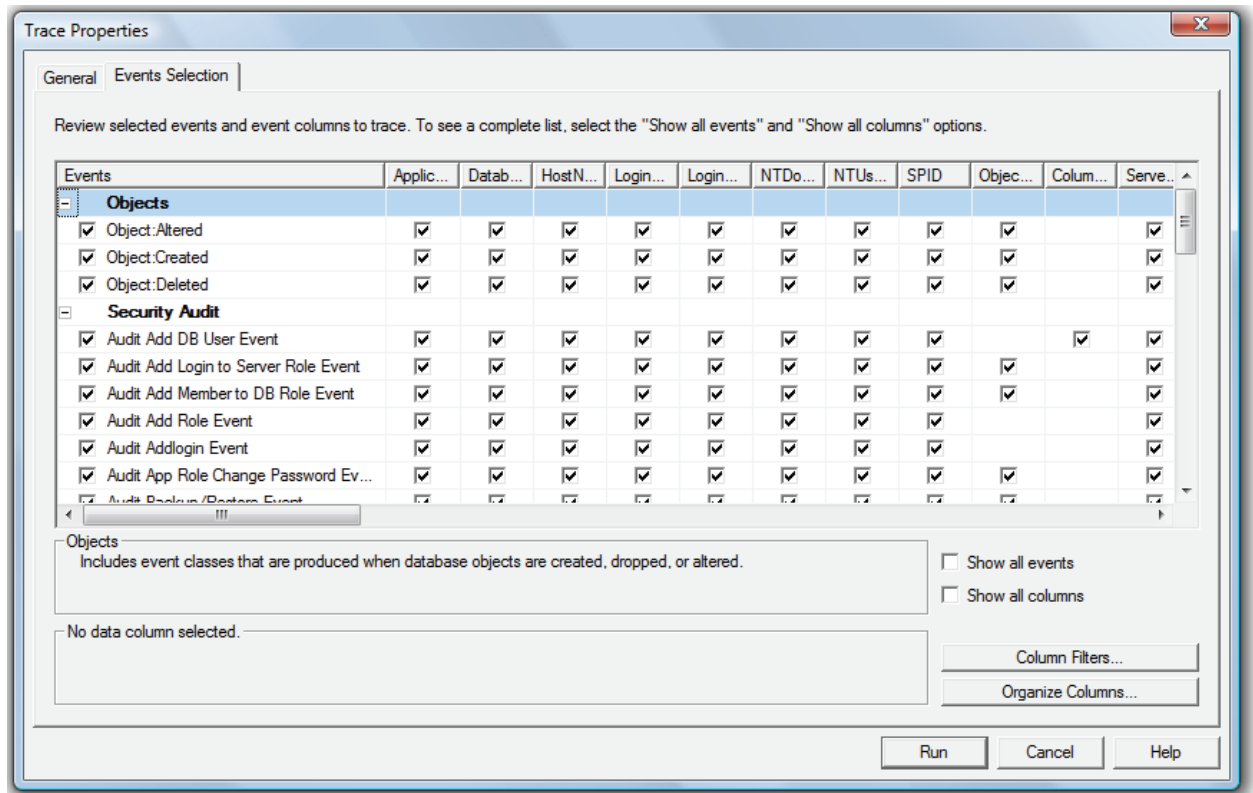 Trace Properties
General Events Selection
Review selected events and event columns to trace. To see a complete list, select the "Show all events" and "Show all columns" options.
Events Applic... Datab... HostN... Login... Login... NTDo... NTUs... SPID Objec... Colum... Serve..
Objects
Object:Altered
Object:Created
Object:Deleted
Security Audit
Audit Add DB User Event
Audit Add Login to Server Role Event
Audit Add Member to DB Role Event
Audit Add Role Event
Audit Addlogin Event
Audit App Role Change Password Ev...
Audit Backup/Restore Event
Objects
Includes event classes that are produced when database objects are created, dropped, or altered.
Show all events
Show all columns
No data column selected.
Column Filters...
Organize Columns...
Run Cancel Help